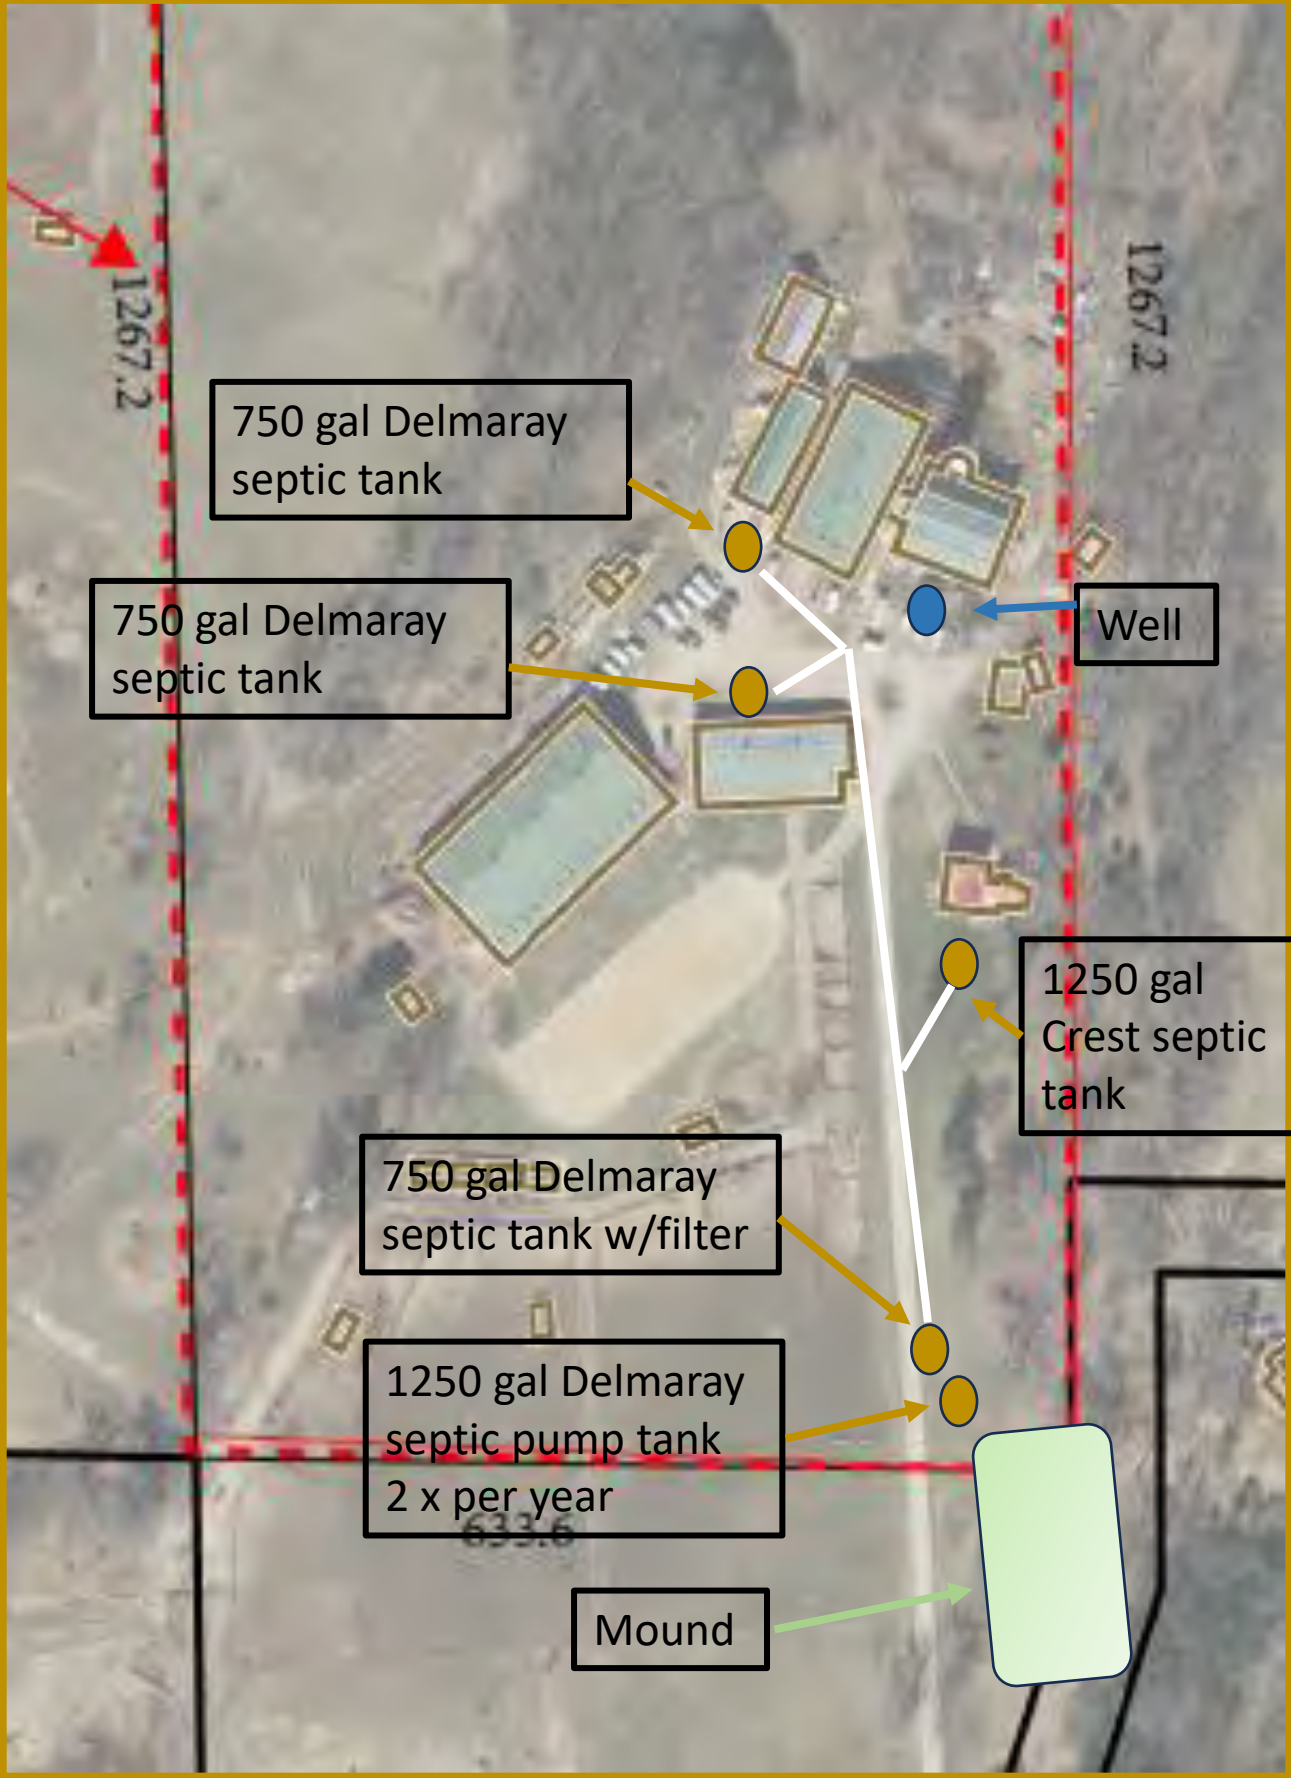 1267.2
1267.2
750 gal Delmaray
septic tank
750 gal Delmaray
septic tank
Well
1250 gal
Crest septic
tank
750 gal Delmaray
septic tank w/filter
1250 gal Delmaray
septic pump tank
2 x per year
633.6
Mound